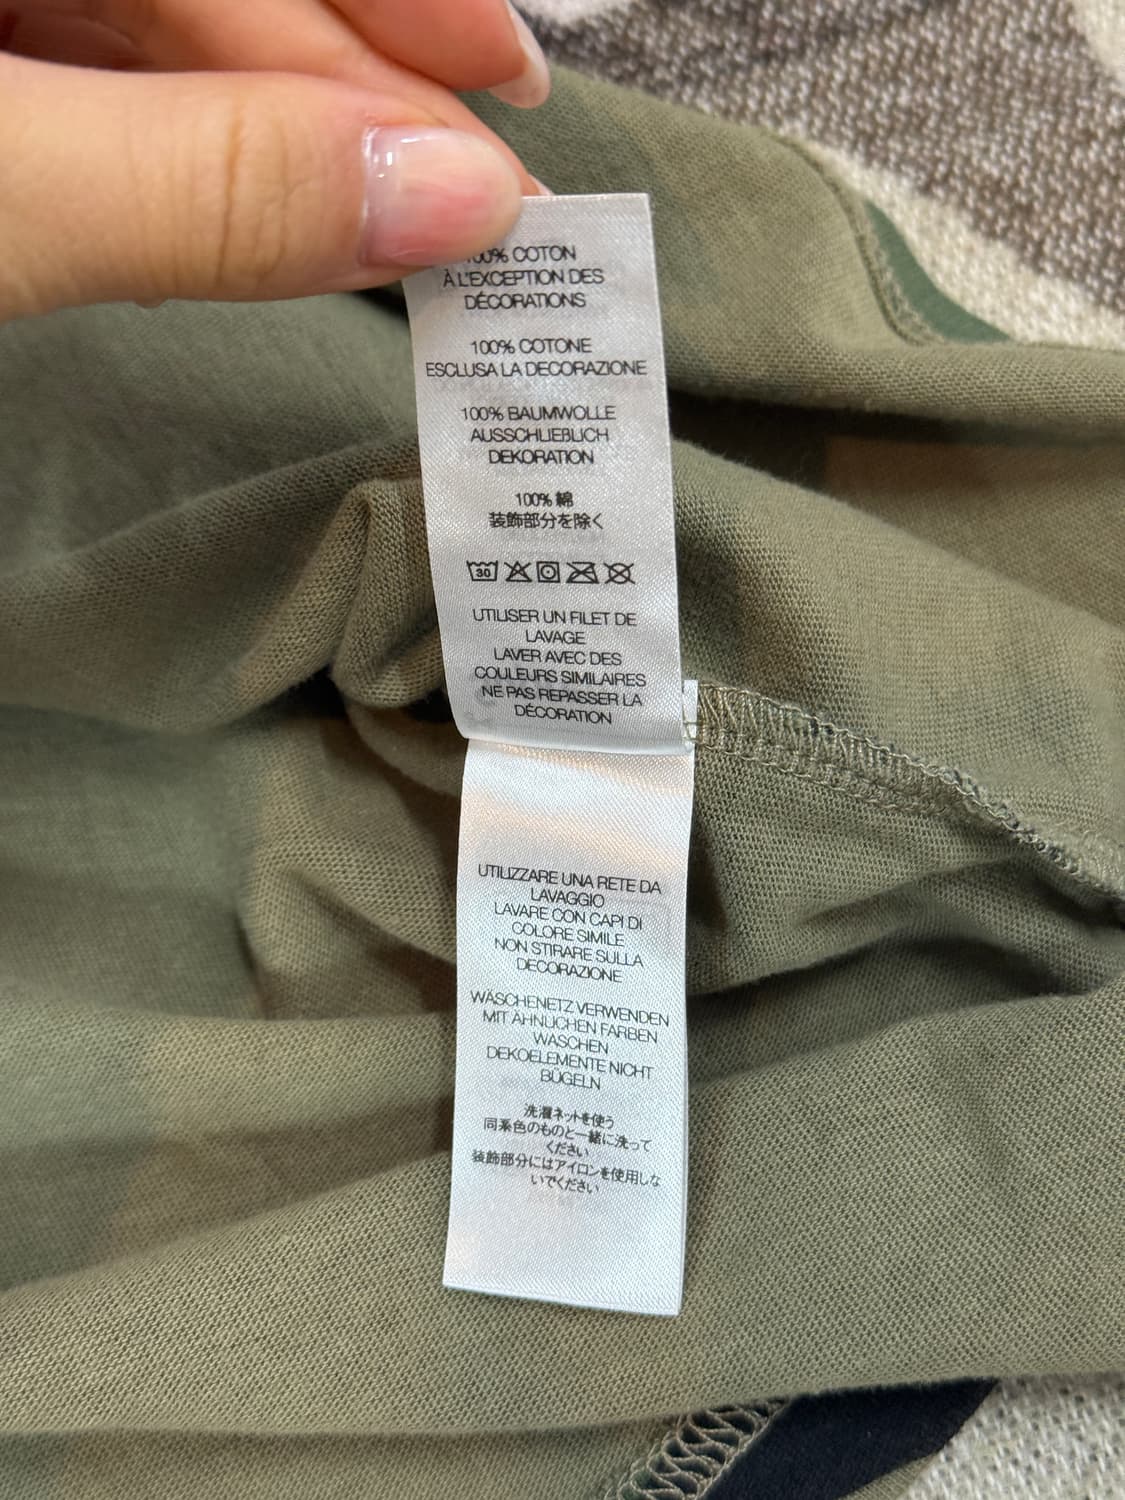 100% COTON
À L'EXCEPTION DES
DÉCORATIONS
100% COTONE
ESCLUSA LA DECORAZIONE
100% BAUMWOLLE
AUSSCHLIEßLICH
DEKORATION
100% 綿
装飾部分を除く
30
UTILISER UN FILET DE
LAVAGE
LAVER AVEC DES
COULEURS SIMILAIRES
NE PAS REPASSER LA
DÉCORATION
UTILIZZARE UNA RETE DA
LAVAGGIO
LAVARE CON CAPI DI
COLORE SIMILE
NON STIRARE SULLA
DECORAZIONE
WÄSCHENETZ VERWENDEN
MIT ÄHNLICHEN FARBEN
WASCHEN
DEKOELEMENTE NICHT
BÜGELN
洗濯ネットを使う
同系色のものと一緒に洗って
ください
装飾部分にはアイロンを使用しな
いでください